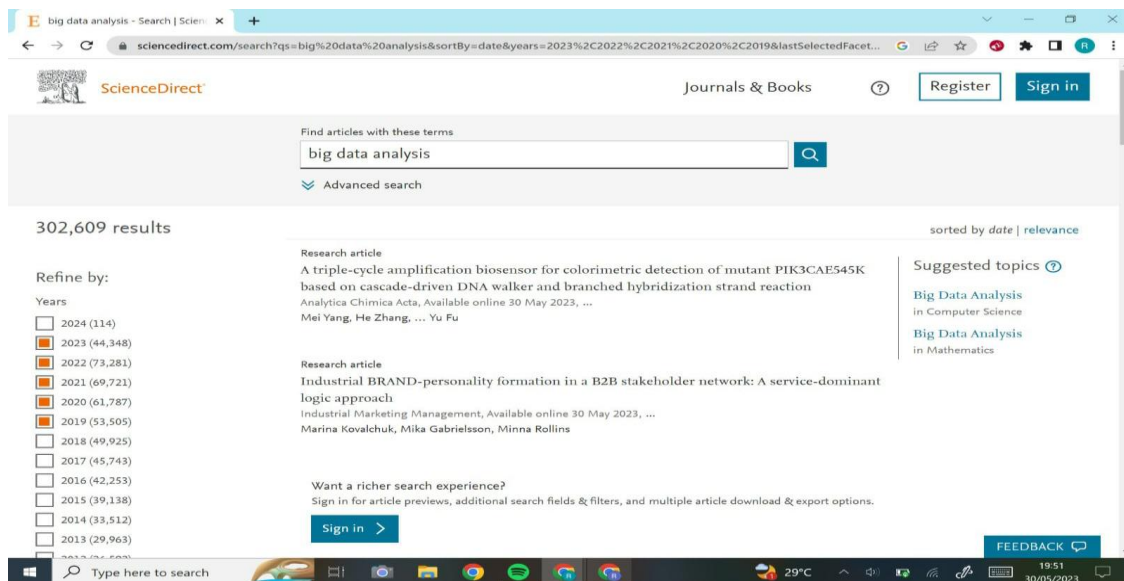 big data analysis - Search | Scienc
sciencedirect.com/search?qs=big%20data%20analysis&sortBy=date&years=2023%2C2022%2C2021%2C2020%2C2019&lastSelectedFacet...
R
ScienceDirect
Journals & Books
?
Register
Sign in
Find articles with these terms
big data analysis
Advanced search
302,609 results
sorted by date | relevance
Refine by:
Years
2024 (114)
2023 (44,348)
2022 (73,281)
2021 (69,721)
2020 (61,787)
2019 (53,505)
2018 (49,925)
2017 (45,743)
2016 (42,253)
2015 (39,138)
2014 (33,512)
2013 (29,963)
Research article
A triple-cycle amplification biosensor for colorimetric detection of mutant PIK3CAE545K
based on cascade-driven DNA walker and branched hybridization strand reaction
Analytica Chimica Acta, Available online 30 May 2023, ...
Mei Yang, He Zhang, ... Yu Fu
Research article
Industrial BRAND-personality formation in a B2B stakeholder network: A service-dominant
logic approach
Industrial Marketing Management, Available online 30 May 2023, ...
Marina Kovalchuk, Mika Gabrielsson, Minna Rollins
Want a richer search experience?
Sign in for article previews, additional search fields & filters, and multiple article download & export options.
Sign in
Suggested topics ?
Big Data Analysis
in Computer Science
Big Data Analysis
in Mathematics
FEEDBACK
Type here to search
29°C
19:51
30/05/2023